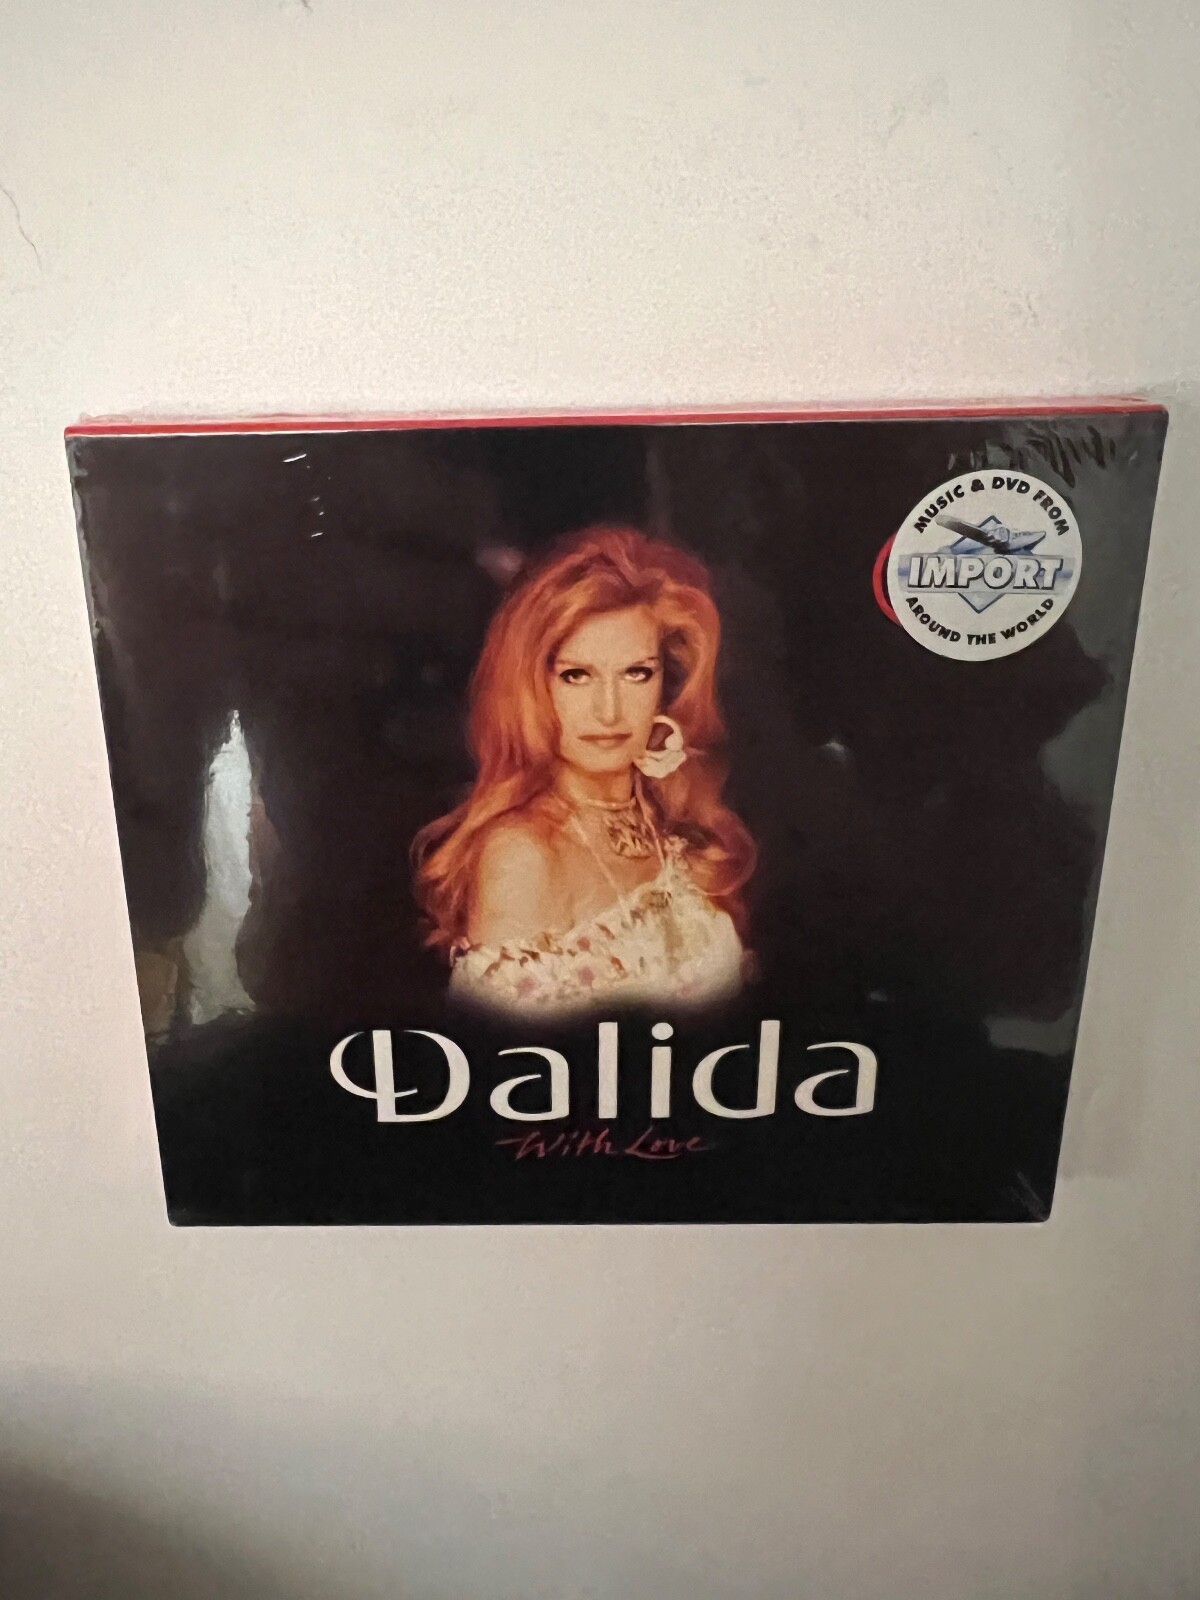 MUSIC & DVD FROM
IMPORT
AROUND THE WORLD
Dalida
With Love